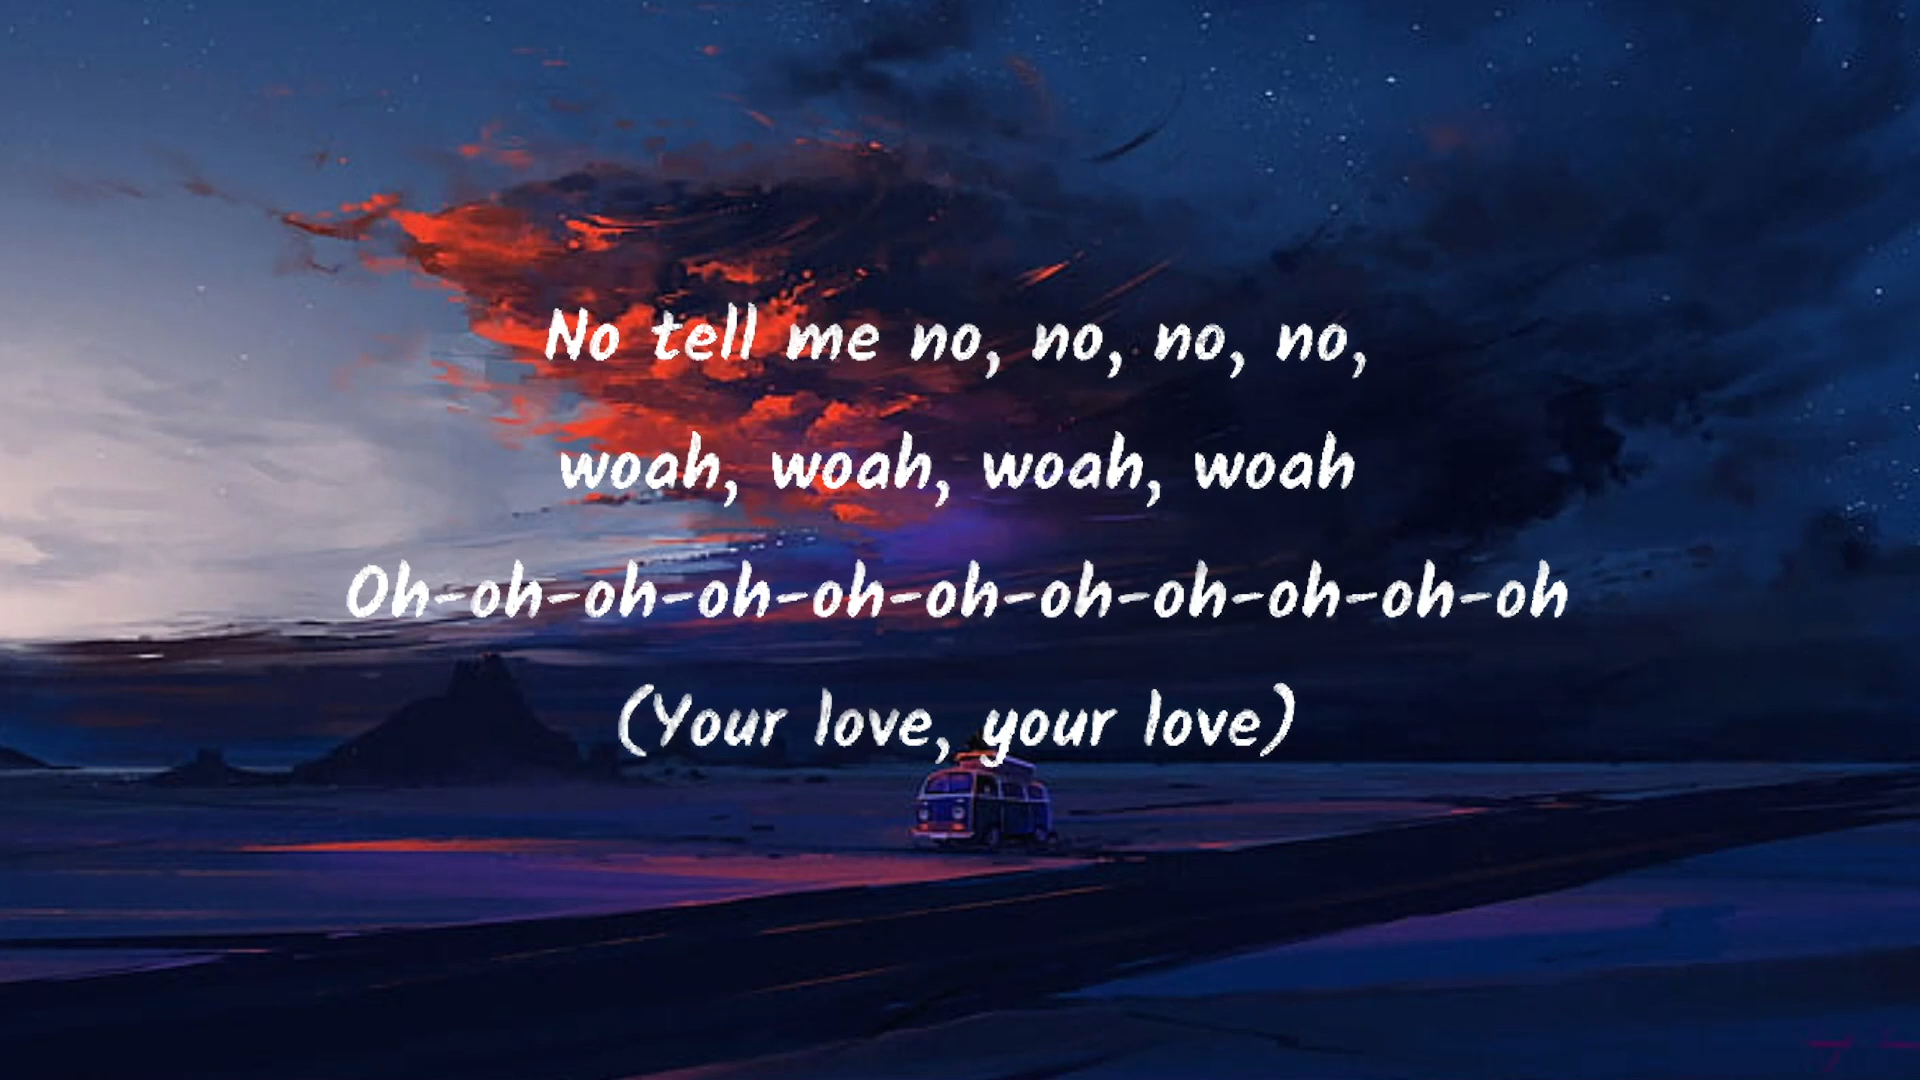 No tell me no, no, no, no,
woah, woah, woah, woah
Oh-oh-oh-oh-oh-oh-oh-oh-oh-oh-oh
(Your love, your love)